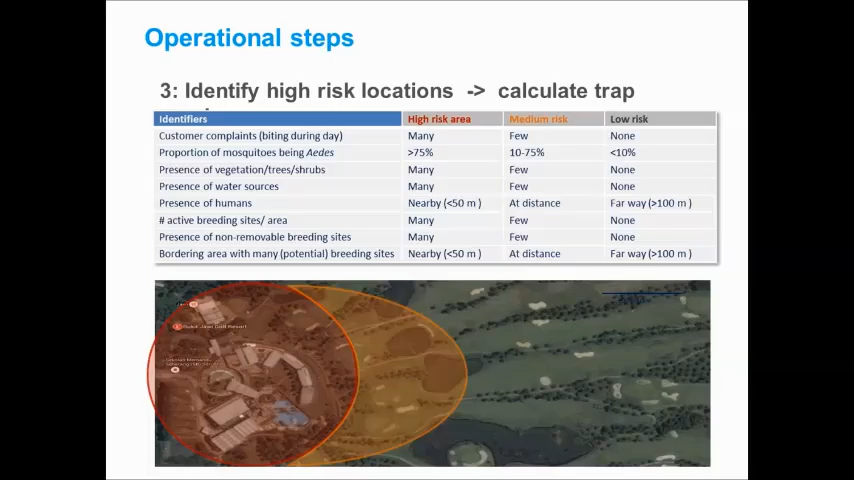 Operational steps
3: Identify high risk locations -> calculate trap
Identifiers High risk area Medium risk Low risk
Customer complaints (biting during day) Many Few None
Proportion of mosquitoes being Aedes >75% 10-75% <10%
Presence of vegetation/trees/shrubs Many Few None
Presence of water sources Many Few None
Presence of humans Nearby (<50 m ) At distance Far way (>100 m )
# active breeding sites/ area Many Few None
Presence of non-removable breeding sites Many Few None
Bordering area with many (potential) breeding sites Nearby (<50 m ) At distance Far way (>100 m )
Golf Resort